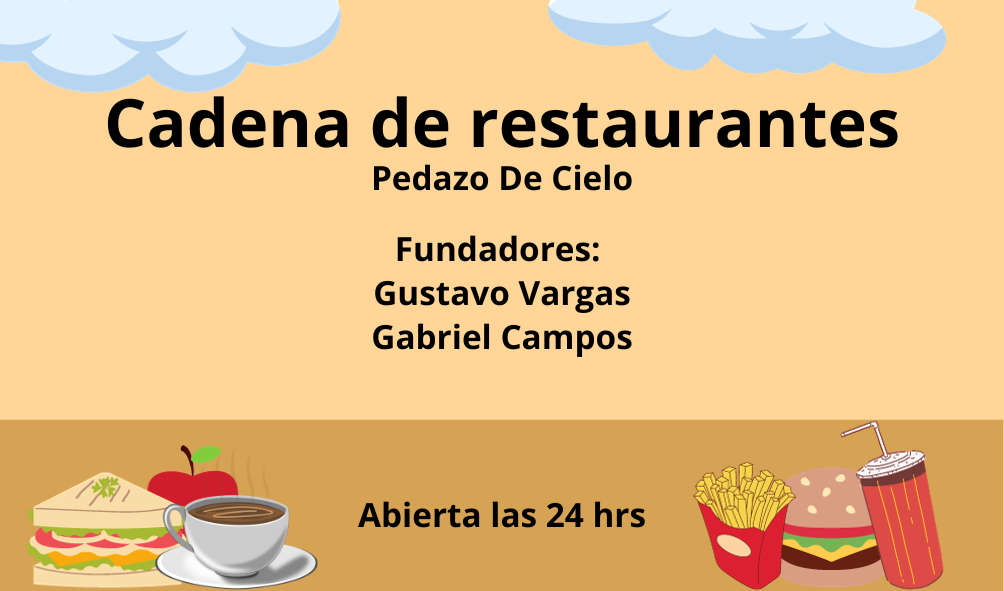 Cadena de restaurantes
Pedazo De Cielo
Fundadores:
Gustavo Vargas
Gabriel Campos
Abierta las 24 hrs